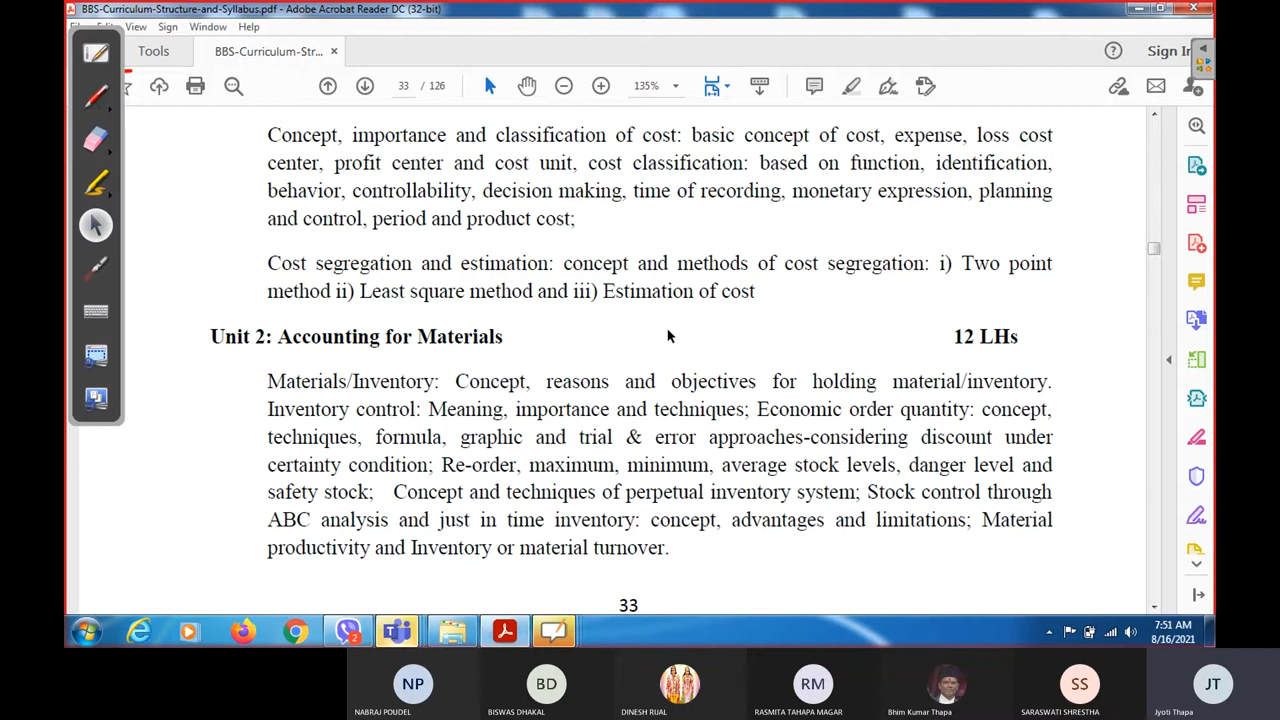 BBS-Curriculum-Structure-and-Syllabus.pdf - Adobe Acrobat Reader DC (32-bit)
View Sign Window Help
Tools BBS-Curriculum-Str... × Sign In
33 / 126 135%
Concept, importance and classification of cost: basic concept of cost, expense, loss cost
center, profit center and cost unit, cost classification: based on function, identification,
behavior, controllability, decision making, time of recording, monetary expression, planning
and control, period and product cost;
Cost segregation and estimation: concept and methods of cost segregation: i) Two point
method ii) Least square method and iii) Estimation of cost
Unit 2: Accounting for Materials 12 LHs
Materials/Inventory: Concept, reasons and objectives for holding material/inventory.
Inventory control: Meaning, importance and techniques; Economic order quantity: concept,
techniques, formula, graphic and trial & error approaches-considering discount under
certainty condition; Re-order, maximum, minimum, average stock levels, danger level and
safety stock; Concept and techniques of perpetual inventory system; Stock control through
ABC analysis and just in time inventory: concept, advantages and limitations; Material
productivity and Inventory or material turnover.
33
2
7:51 AM
8/16/2021
NP BD RM SS JT
NABRAJ POUDEL BISWAS DHAKAL DINESH RIJAL RASMITA TAHAPA MAGAR Bhim Kumar Thapa SARASWATI SHRESTHA Jyoti Thapa